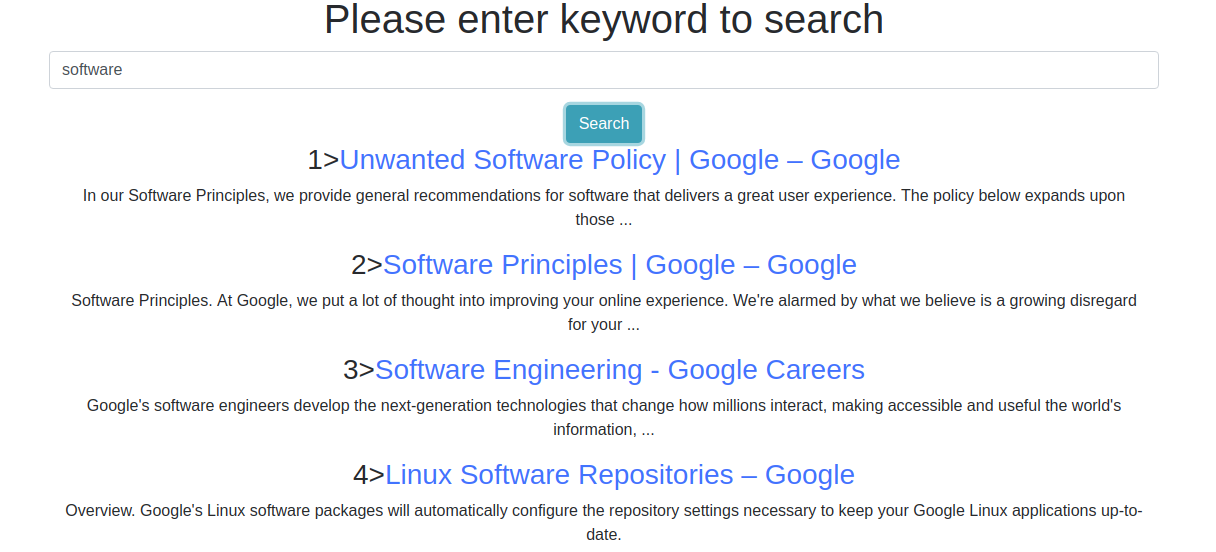 Please enter keyword to search
software
Search
1>Unwanted Software Policy | Google – Google
In our Software Principles, we provide general recommendations for software that delivers a great user experience. The policy below expands upon
those ...
2>Software Principles | Google – Google
Software Principles. At Google, we put a lot of thought into improving your online experience. We're alarmed by what we believe is a growing disregard
for your ...
3>Software Engineering - Google Careers
Google's software engineers develop the next-generation technologies that change how millions interact, making accessible and useful the world's
information, ...
4>Linux Software Repositories – Google
Overview. Google's Linux software packages will automatically configure the repository settings necessary to keep your Google Linux applications up-to-
date.